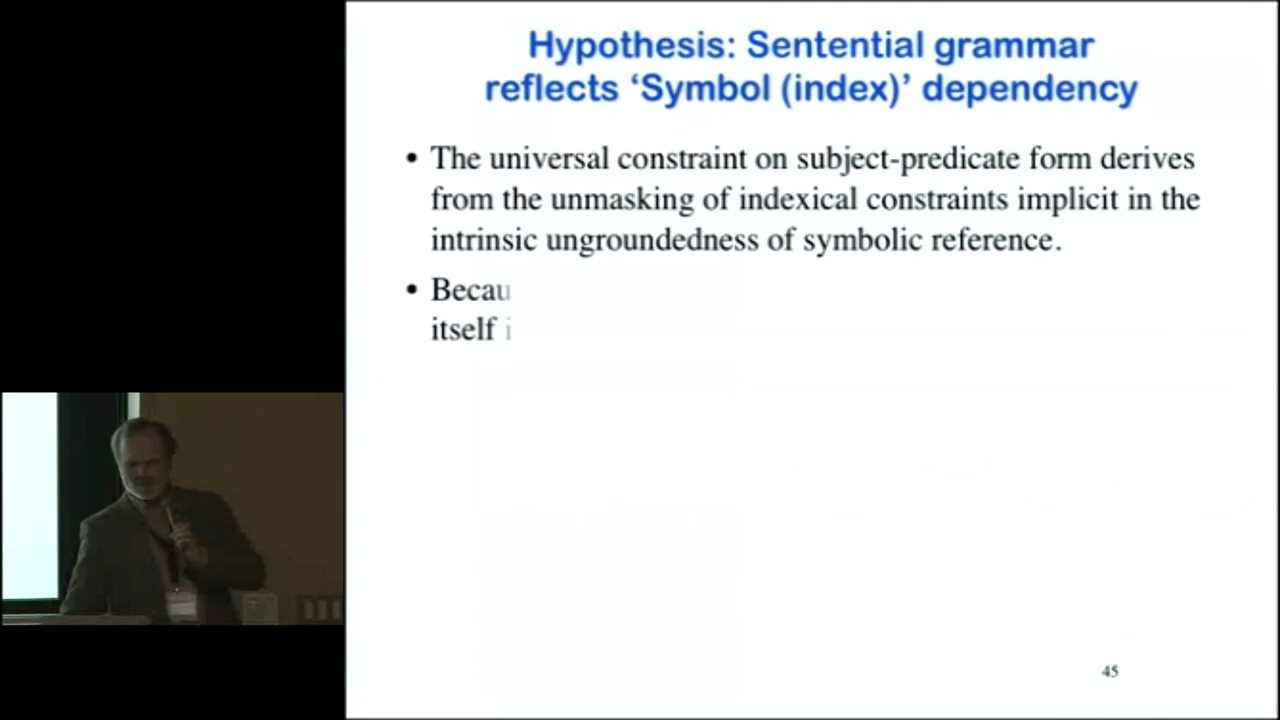 Hypothesis: Sentential grammar
reflects ‘Symbol (index)’ dependency
• The universal constraint on subject-predicate form derives
from the unmasking of indexical constraints implicit in the
intrinsic ungroundedness of symbolic reference.
• Becau
itself i
45